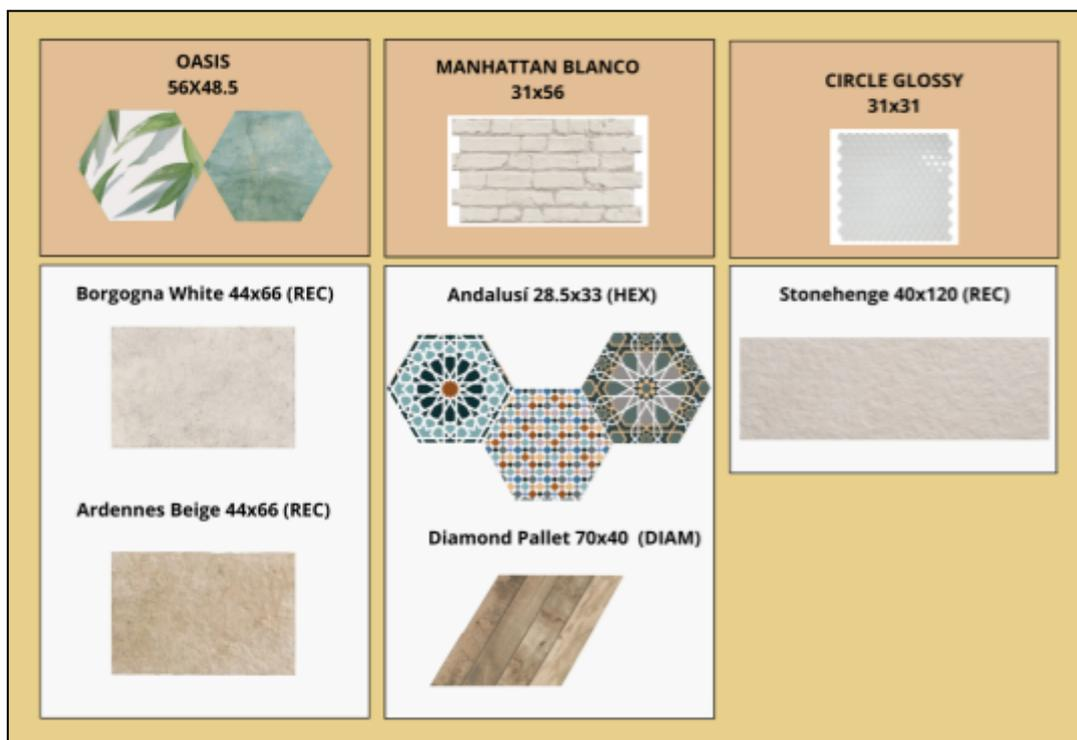 OASIS
56X48.5
MANHATTAN BLANCO
31x56
CIRCLE GLOSSY
31x31
Borgogna White 44x66 (REC)
Ardennes Beige 44x66 (REC)
Andalusí 28.5x33 (HEX)
Diamond Pallet 70x40 (DIAM)
Stonehenge 40x120 (REC)